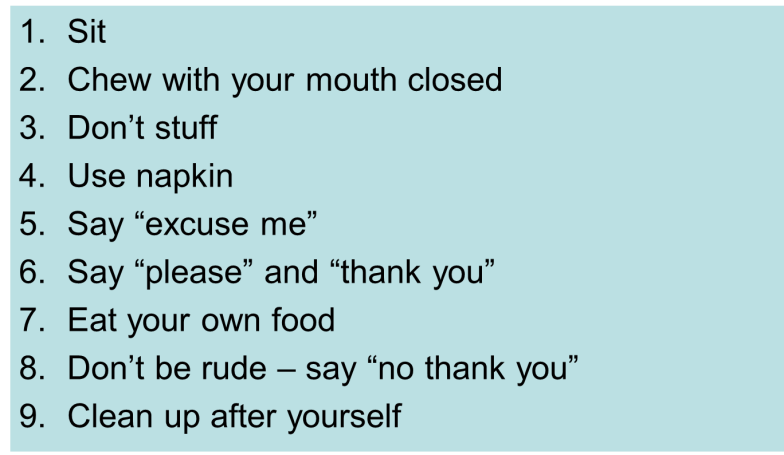 1. Sit
2. Chew with your mouth closed
3. Don’t stuff
4. Use napkin
5. Say “excuse me”
6. Say “please” and “thank you”
7. Eat your own food
8. Don’t be rude – say “no thank you”
9. Clean up after yourself